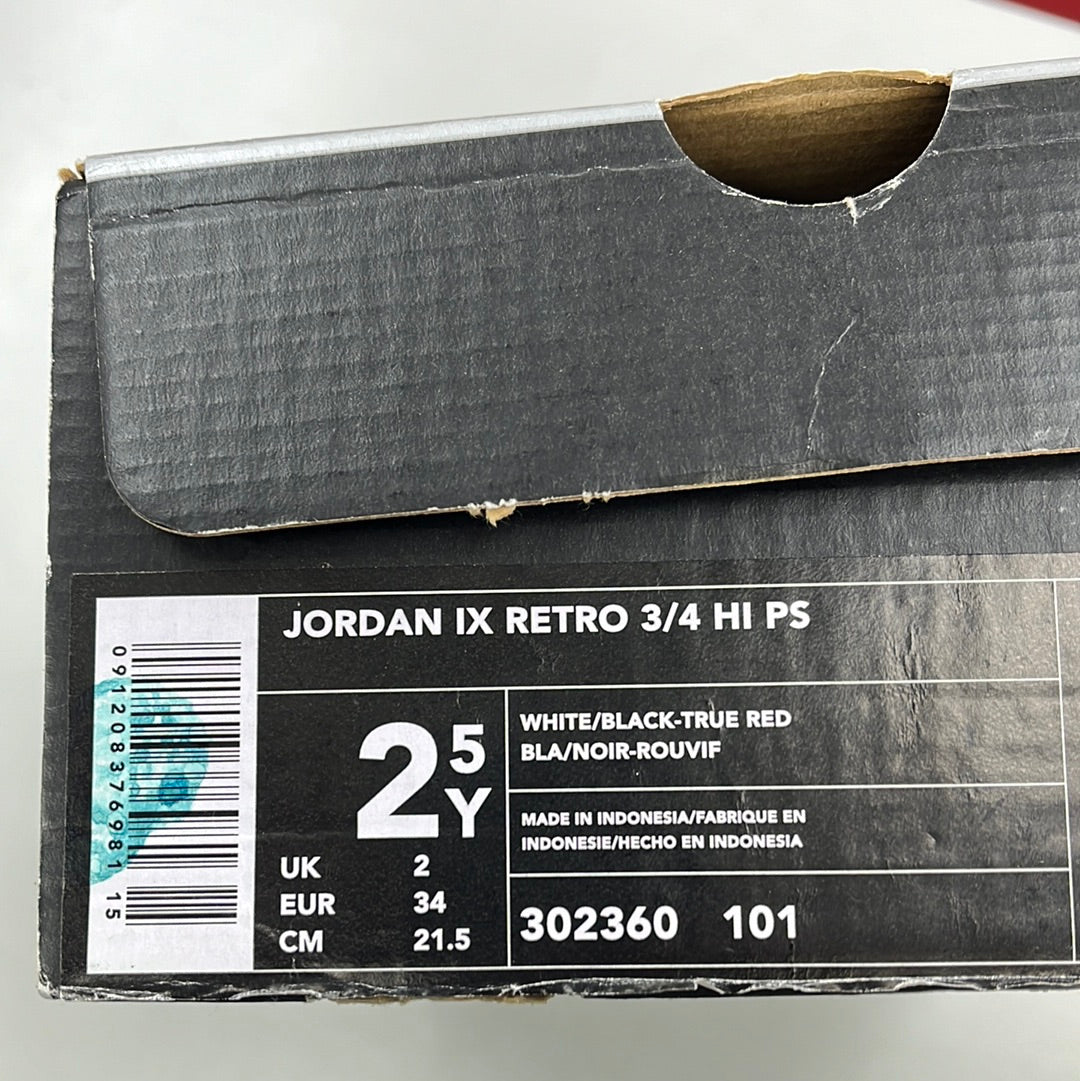 JORDAN IX RETRO 3/4 HI PS
091208376981 15
2 5 Y
WHITE/BLACK-TRUE RED
BLA/NOIR-ROUVIF
MADE IN INDONESIA/FABRIQUE EN
INDONESIE/HECHO EN INDONESIA
UK 2
EUR 34
CM 21.5
302360 101